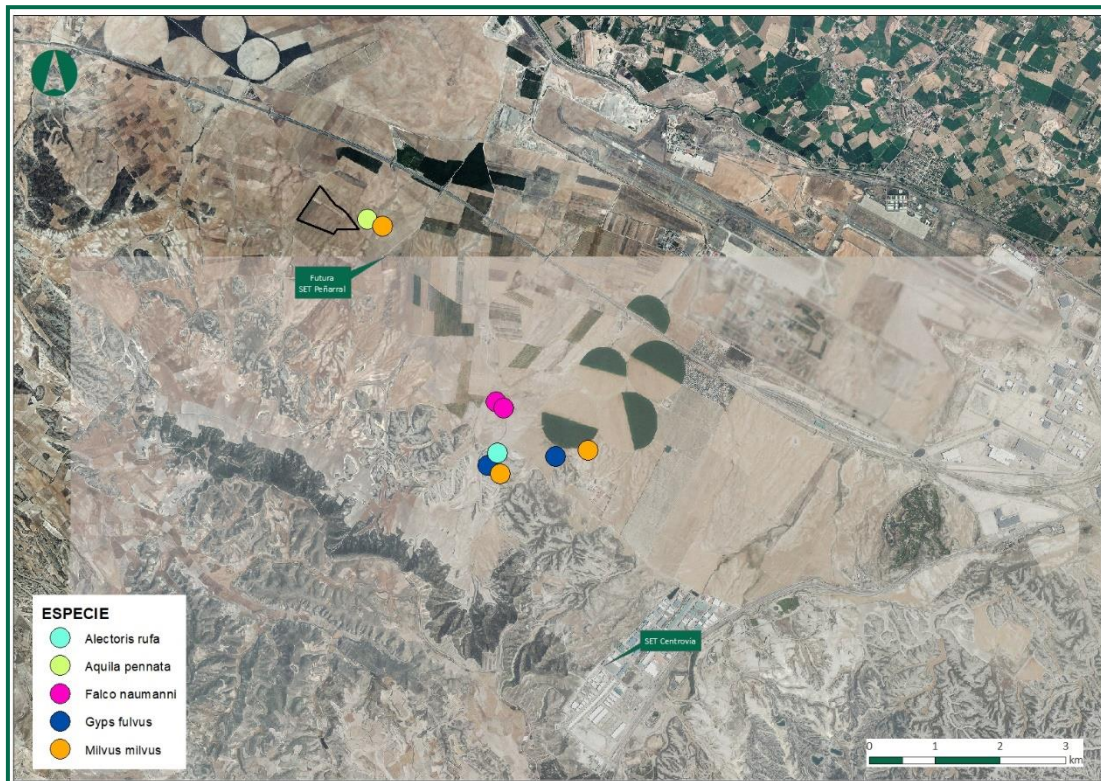 Futura
SET Peñarral
SET Centrovía
ESPECIE
Alectoris rufa
Aquila pennata
Falco naumanni
Gyps fulvus
Milvus milvus
0 1 2 3
km